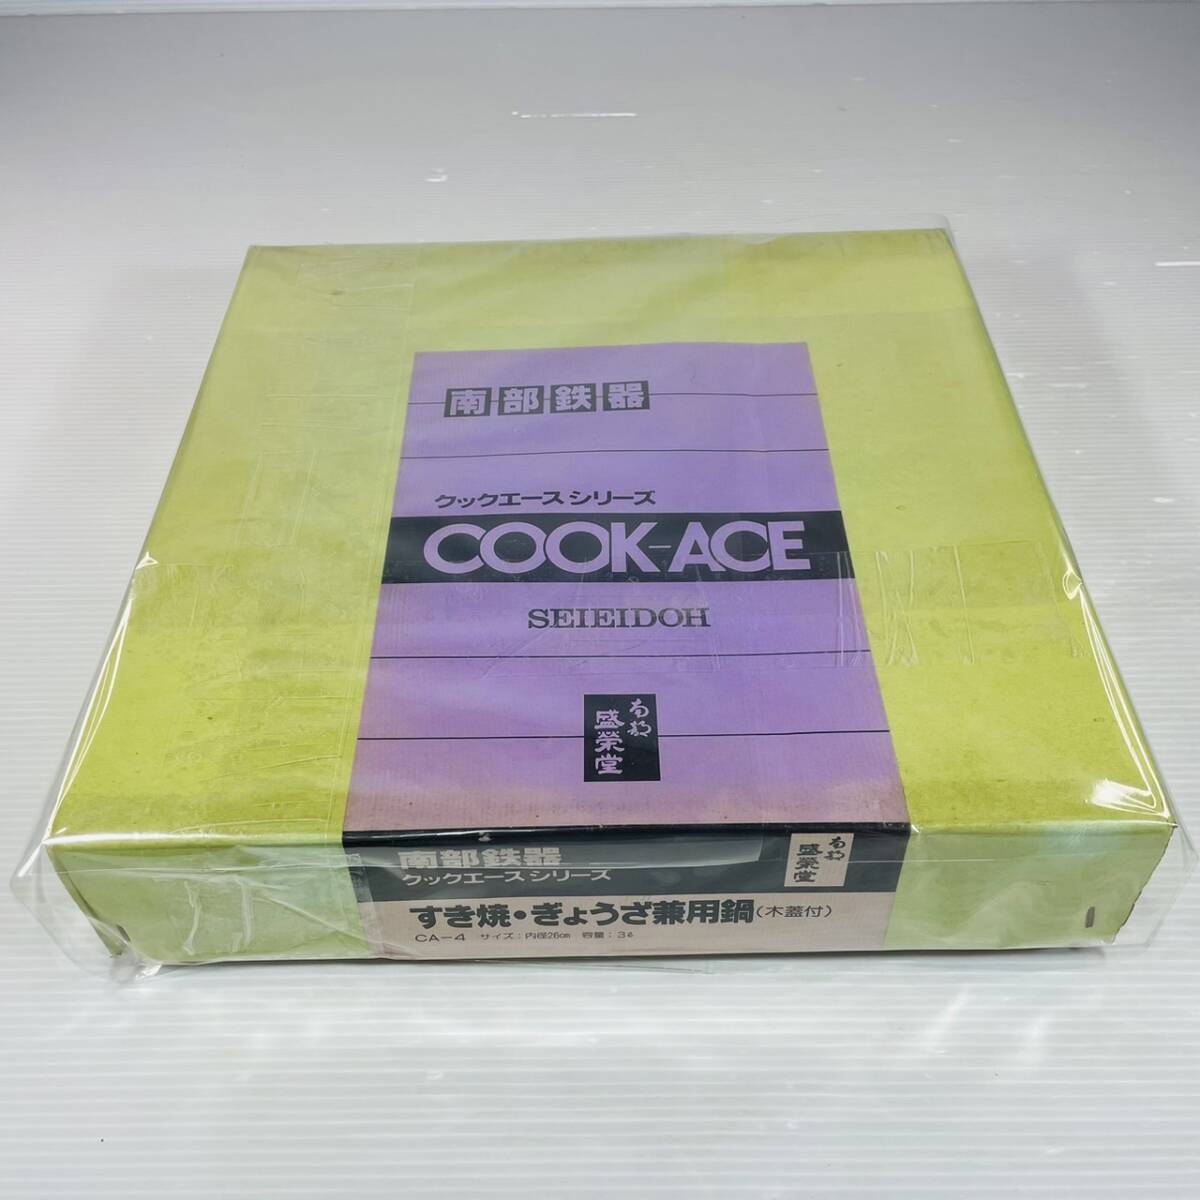 南部鉄器
クックエースシリーズ
COOK-ACE
SEIEIDOH
南部
盛榮堂
南部鉄器
クックエースシリーズ
南部
盛榮堂
すき焼・ぎょうざ兼用鍋(木蓋付)
CA-4 サイズ:内径26cm 容量:3ℓ